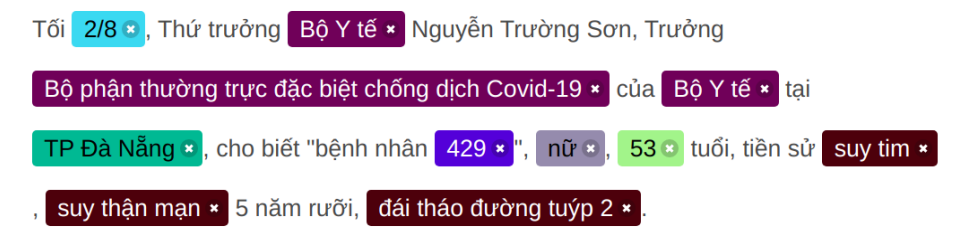 Tối 2/8, Thứ trưởng Bộ Y tế Nguyễn Trường Sơn, Trưởng
Bộ phận thường trực đặc biệt chống dịch Covid-19 của Bộ Y tế tại
TP Đà Nẵng, cho biết "bệnh nhân 429", nữ, 53 tuổi, tiền sử suy tim
, suy thận mạn 5 năm rưỡi, đái tháo đường tuýp 2.